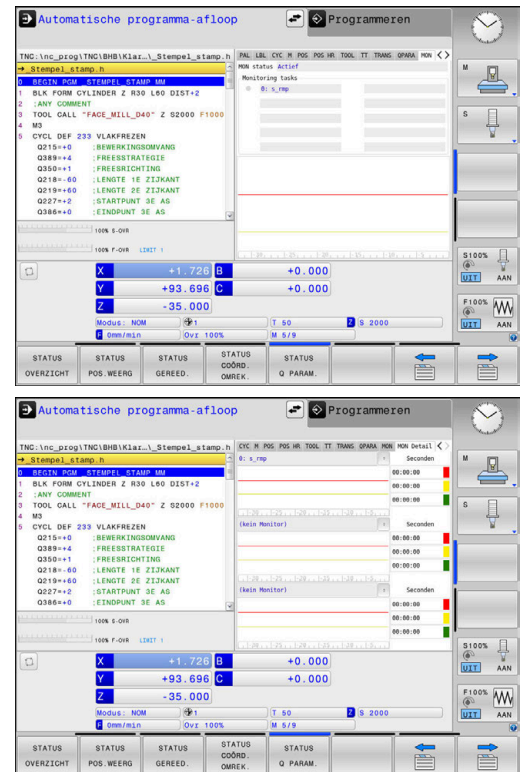 Automatische programma-afloop
Programmeren
TNC:\nc_prog\TNC\BHB\Klar…\_Stempel_stamp.h
→_Stempel_stamp.h
0 BEGIN PGM _STEMPEL_STAMP MM
1 BLK FORM CYLINDER Z R30 L60 DIST+2
2 ;ANY COMMENT
3 TOOL CALL "FACE_MILL_D40" Z S2000 F1000
4 M3
5 CYCL DEF 233 VLAKFREZEN
Q215=+0 ;BEWERKINGSOMVANG
Q389=+4 ;FREESSTRATEGIE
Q350=+1 ;FREESRICHTING
Q218=-60 ;LENGTE 1E ZIJKANT
Q219=+60 ;LENGTE 2E ZIJKANT
Q227=+2 ;STARTPUNT 3E AS
Q386=+0 ;EINDPUNT 3E AS
PAL LBL CYC M POS POS HR TOOL TT TRANS QPARA MON
MON status Actief
Monitoring tasks
0: s_rmp
100% S-OVR
100% F-OVR LIMIT 1
X +1.726 B +0.000
Y +93.696 C +0.000
Z -35.000
Modus: NOM 1 T 50 Z S 2000
F 0mm/min Ovr 100% M 5/9
M
S
S100%
UIT AAN
F100%
UIT AAN
STATUS OVERZICHT
STATUS POS.WEERG
STATUS GEREED.
STATUS COÖRD. OMREK.
STATUS Q PARAM.
Automatische programma-afloop
Programmeren
TNC:\nc_prog\TNC\BHB\Klar…\_Stempel_stamp.h
→_Stempel_stamp.h
0 BEGIN PGM _STEMPEL_STAMP MM
1 BLK FORM CYLINDER Z R30 L60 DIST+2
2 ;ANY COMMENT
3 TOOL CALL "FACE_MILL_D40" Z S2000 F1000
4 M3
5 CYCL DEF 233 VLAKFREZEN
Q215=+0 ;BEWERKINGSOMVANG
Q389=+4 ;FREESSTRATEGIE
Q350=+1 ;FREESRICHTING
Q218=-60 ;LENGTE 1E ZIJKANT
Q219=+60 ;LENGTE 2E ZIJKANT
Q227=+2 ;STARTPUNT 3E AS
Q386=+0 ;EINDPUNT 3E AS
CYC M POS POS HR TOOL TT TRANS QPARA MON MON Detail
0: s_rmp Seconden
00:00:00
00:00:00
00:00:00
(kein Monitor) Seconden
00:00:00
00:00:00
00:00:00
(kein Monitor) Seconden
00:00:00
00:00:00
00:00:00
100% S-OVR
100% F-OVR LIMIT 1
X +1.726 B +0.000
Y +93.696 C +0.000
Z -35.000
Modus: NOM 1 T 50 Z S 2000
F 0mm/min Ovr 100% M 5/9
M
S
S100%
UIT AAN
F100%
UIT AAN
STATUS OVERZICHT
STATUS POS.WEERG
STATUS GEREED.
STATUS COÖRD. OMREK.
STATUS Q PARAM.